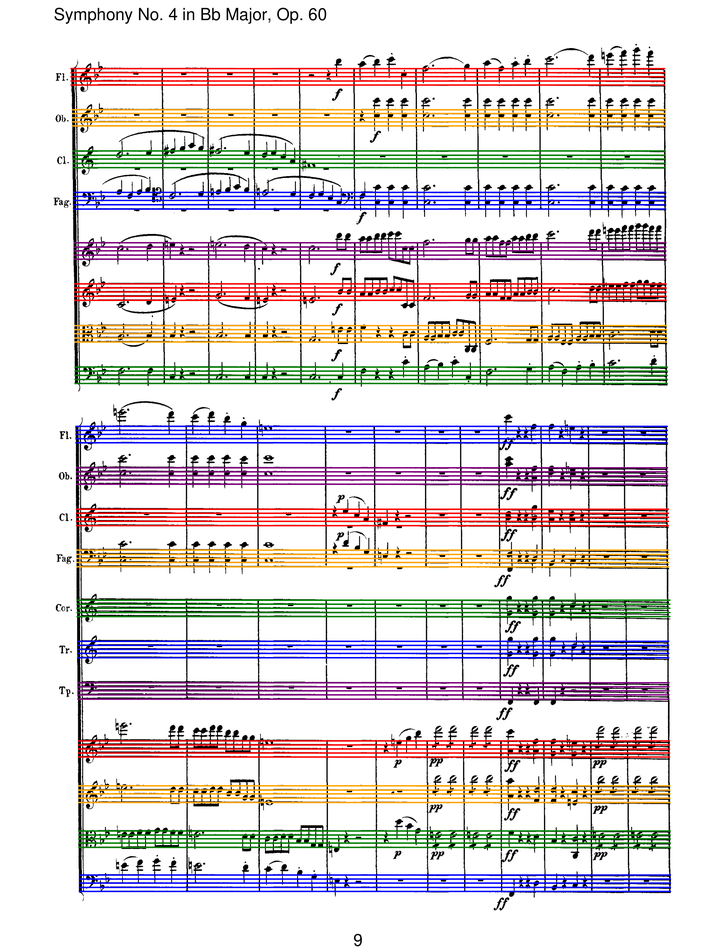 Symphony No. 4 in Bb Major, Op. 60
Fl.
f
Ob.
f
Cl.
Fag.
f
f
f
f
f
Fl.
ff
Ob.
ff
Cl.
p
ff
Fag.
p
ff
Cor.
ff
Tr.
ff
Tp.
ff
p pp ff pp
pp ff pp
p pp ff pp
ff
9